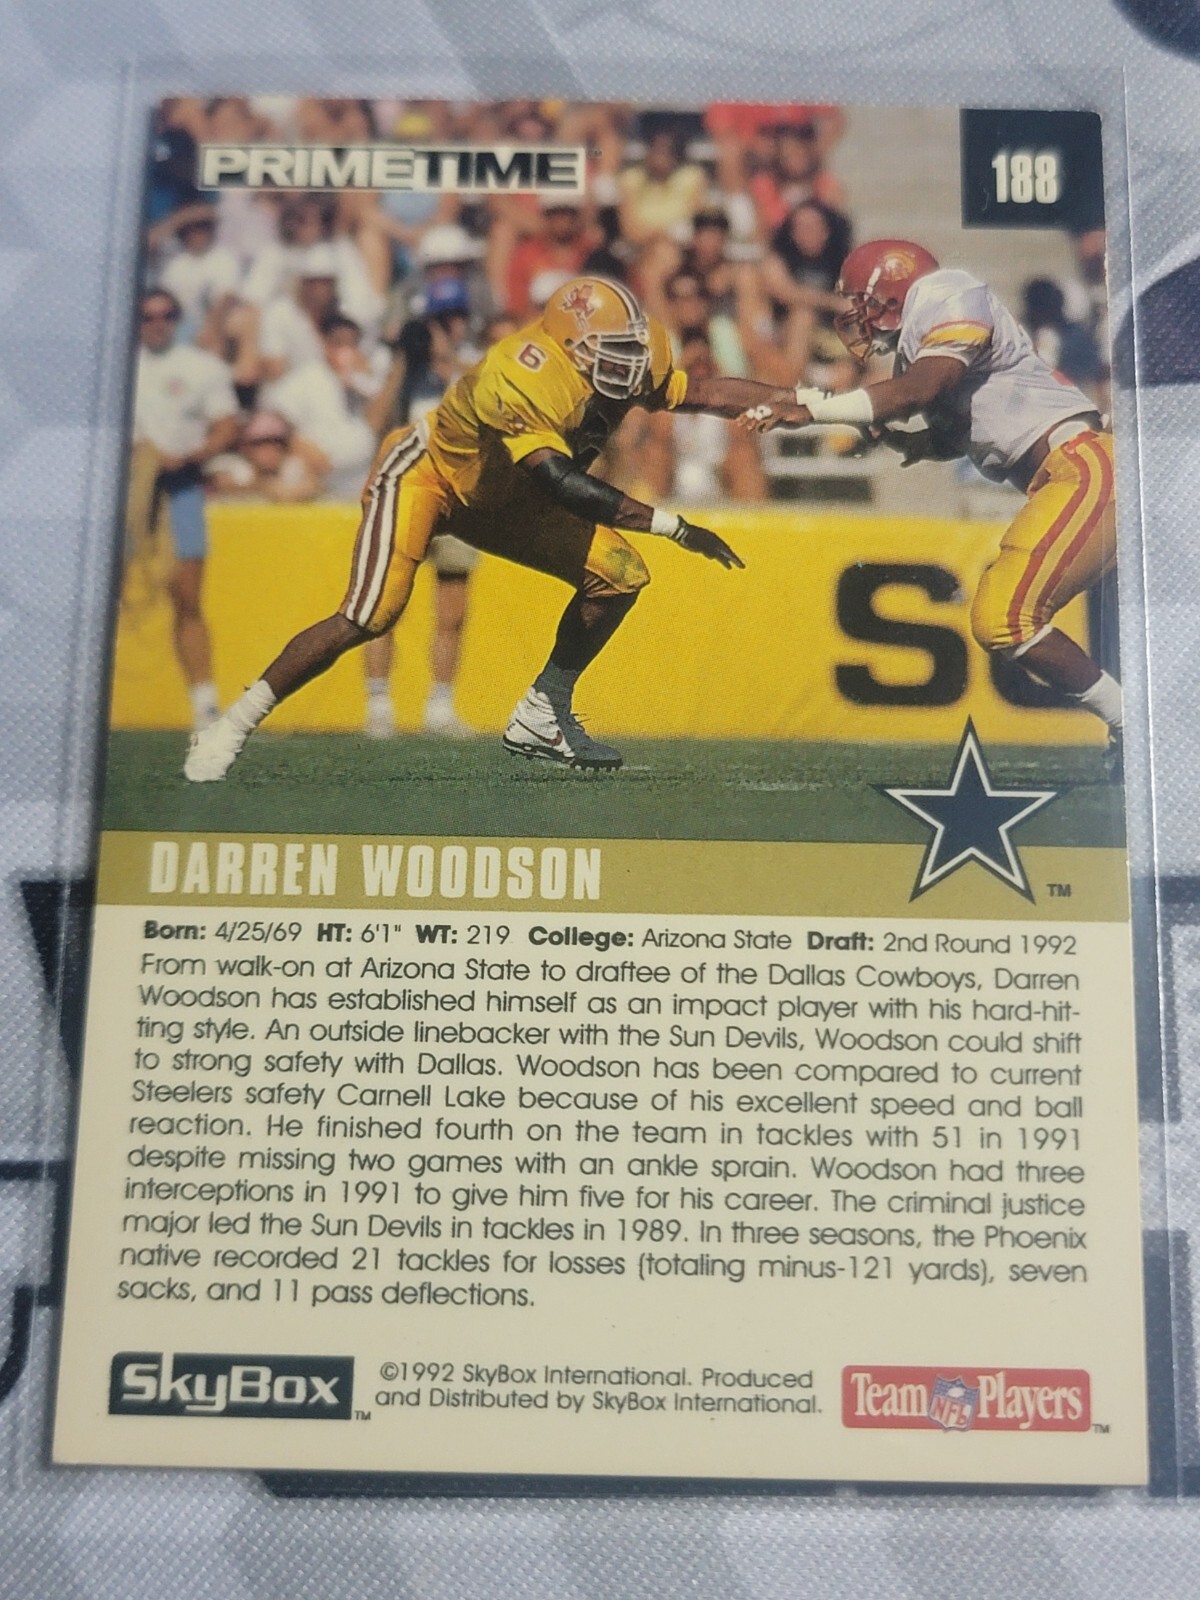 PRIMETIME
188
6
S
DARREN WOODSON
TM
Born: 4/25/69 HT: 6'1" WT: 219 College: Arizona State Draft: 2nd Round 1992
From walk-on at Arizona State to draftee of the Dallas Cowboys, Darren
Woodson has established himself as an impact player with his hard-hit-
ting style. An outside linebacker with the Sun Devils, Woodson could shift
to strong safety with Dallas. Woodson has been compared to current
Steelers safety Carnell Lake because of his excellent speed and ball
reaction. He finished fourth on the team in tackles with 51 in 1991
despite missing two games with an ankle sprain. Woodson had three
interceptions in 1991 to give him five for his career. The criminal justice
major led the Sun Devils in tackles in 1989. In three seasons, the Phoenix
native recorded 21 tackles for losses (totaling minus-121 yards), seven
sacks, and 11 pass deflections.
SkyBox TM
©1992 SkyBox International. Produced
and Distributed by SkyBox International.
Team NFL Players TM